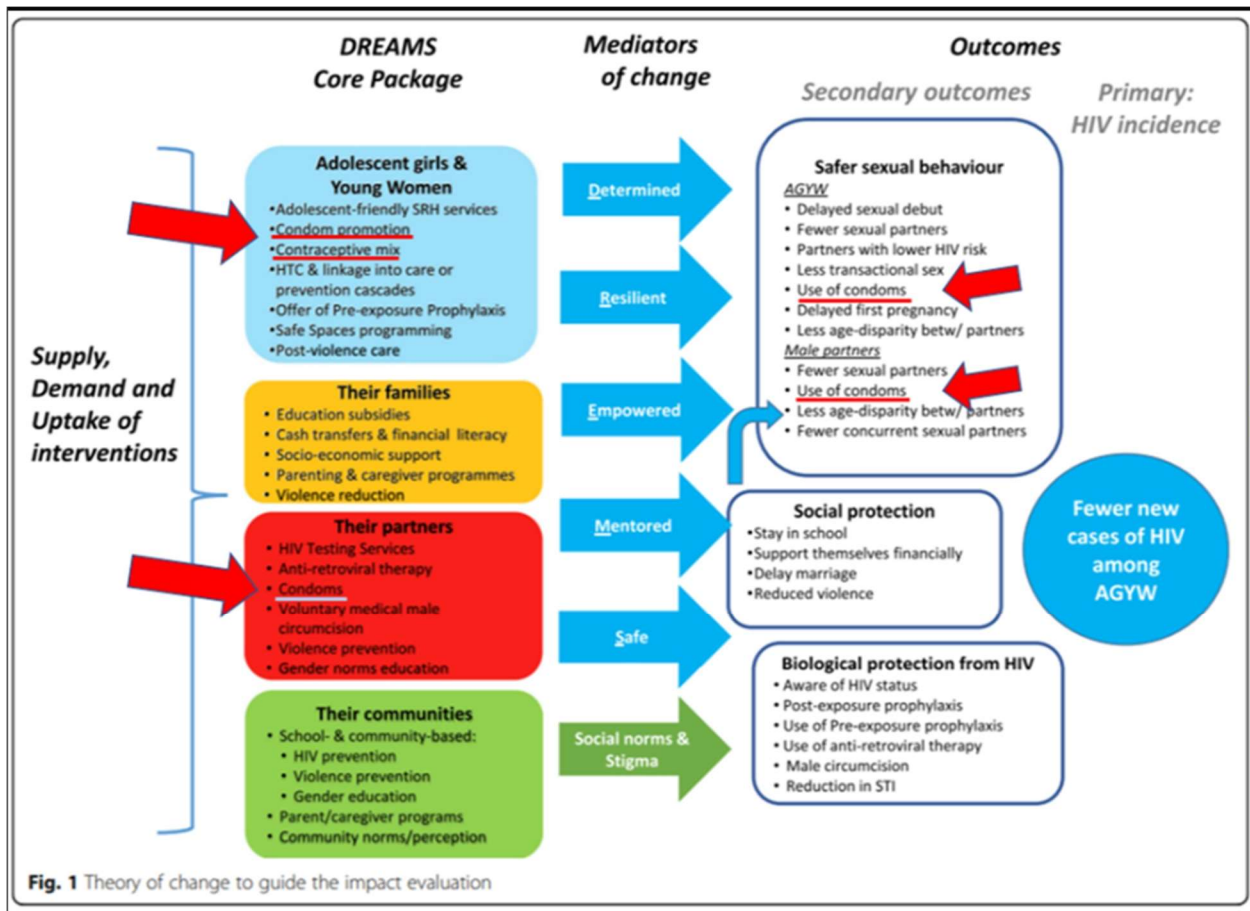 DREAMS
Core Package
Mediators
of change
Outcomes
Secondary outcomes
Primary:
HIV incidence
Supply,
Demand and
Uptake of
interventions
Adolescent girls &
Young Women
•Adolescent-friendly SRH services
•Condom promotion
•Contraceptive mix
•HTC & linkage into care or
prevention cascades
•Offer of Pre-exposure Prophylaxis
•Safe Spaces programming
•Post-violence care
Their families
• Education subsidies
• Cash transfers & financial literacy
• Socio-economic support
• Parenting & caregiver programmes
• Violence reduction
Their partners
• HIV Testing Services
• Anti-retroviral therapy
• Condoms
• Voluntary medical male
circumcision
• Violence prevention
• Gender norms education
Their communities
• School- & community-based:
• HIV prevention
• Violence prevention
• Gender education
• Parent/caregiver programs
• Community norms/perception
Determined
Resilient
Empowered
Mentored
Safe
Social norms &
Stigma
Safer sexual behaviour
AGYW
• Delayed sexual debut
• Fewer sexual partners
• Partners with lower HIV risk
• Less transactional sex
• Use of condoms
• Delayed first pregnancy
• Less age-disparity betw/ partners
Male partners
• Fewer sexual partners
• Use of condoms
• Less age-disparity betw/ partners
• Fewer concurrent sexual partners
Social protection
•Stay in school
•Support themselves financially
•Delay marriage
•Reduced violence
Biological protection from HIV
• Aware of HIV status
• Post-exposure prophylaxis
• Use of Pre-exposure prophylaxis
• Use of anti-retroviral therapy
• Male circumcision
• Reduction in STI
Fewer new
cases of HIV
among
AGYW
Fig. 1 Theory of change to guide the impact evaluation